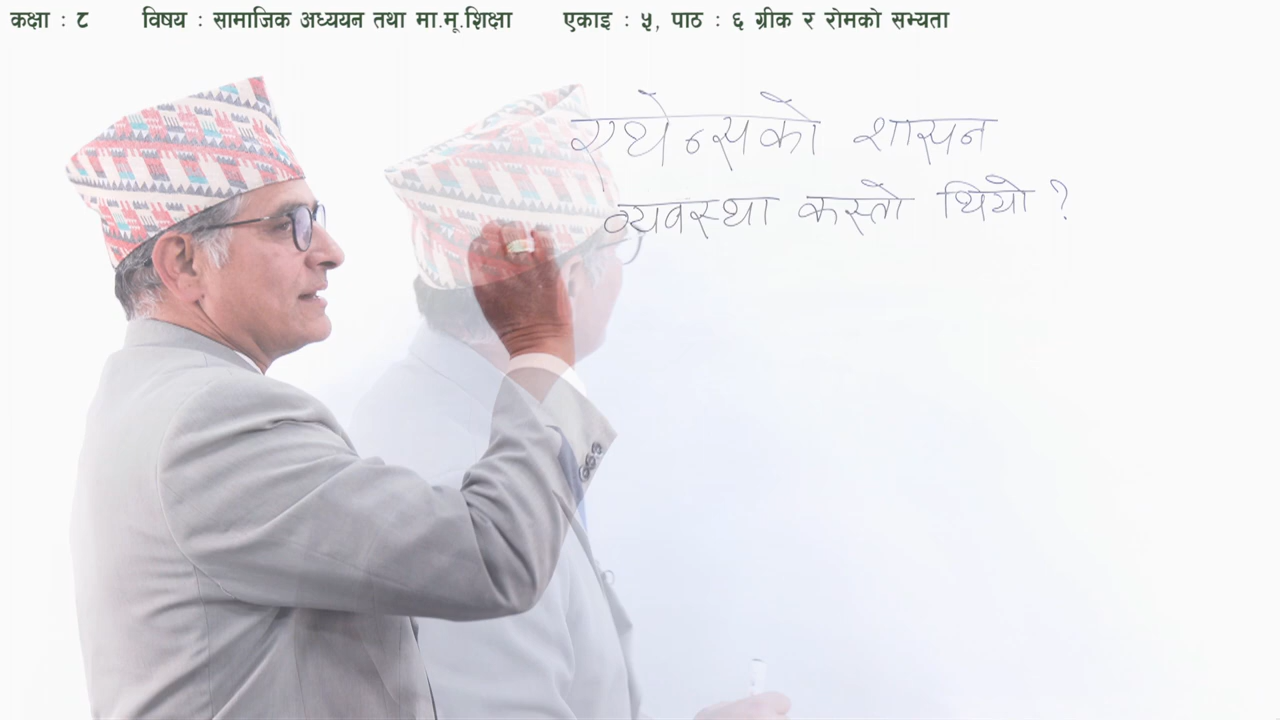 कक्षा : ८ विषय : सामाजिक अध्ययन तथा मा.मू.शिक्षा एकाइ : ५, पाठ : ६ ग्रीक र रोमको सभ्यता
एथेन्सको शासन
व्यवस्था कस्तो थियो ?